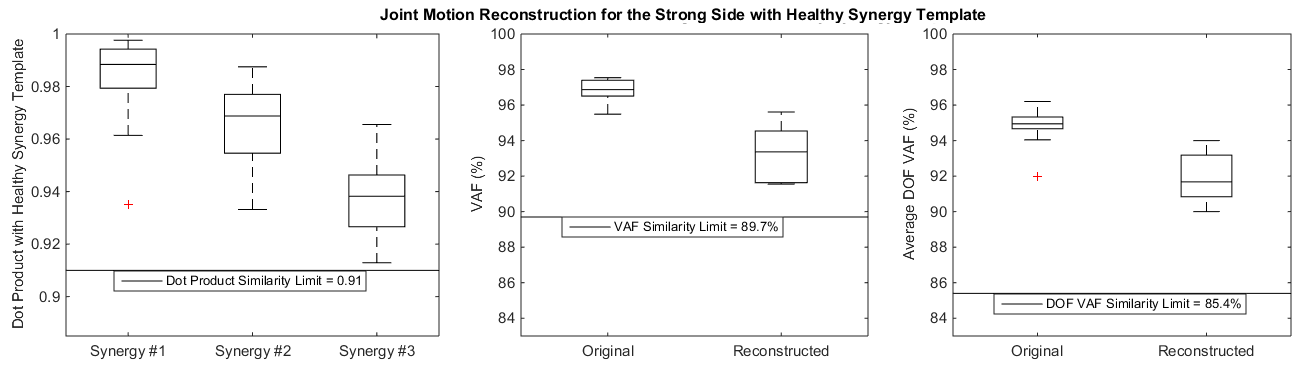 Joint Motion Reconstruction for the Strong Side with Healthy Synergy Template
Dot Product with Healthy Synergy Template
1
0.98
0.96
0.94
0.92
0.9
Dot Product Similarity Limit = 0.91
Synergy #1 Synergy #2 Synergy #3
VAF (%)
100
98
96
94
92
90
88
86
84
VAF Similarity Limit = 89.7%
Original Reconstructed
Average DOF VAF (%)
100
98
96
94
92
90
88
86
84
DOF VAF Similarity Limit = 85.4%
Original Reconstructed